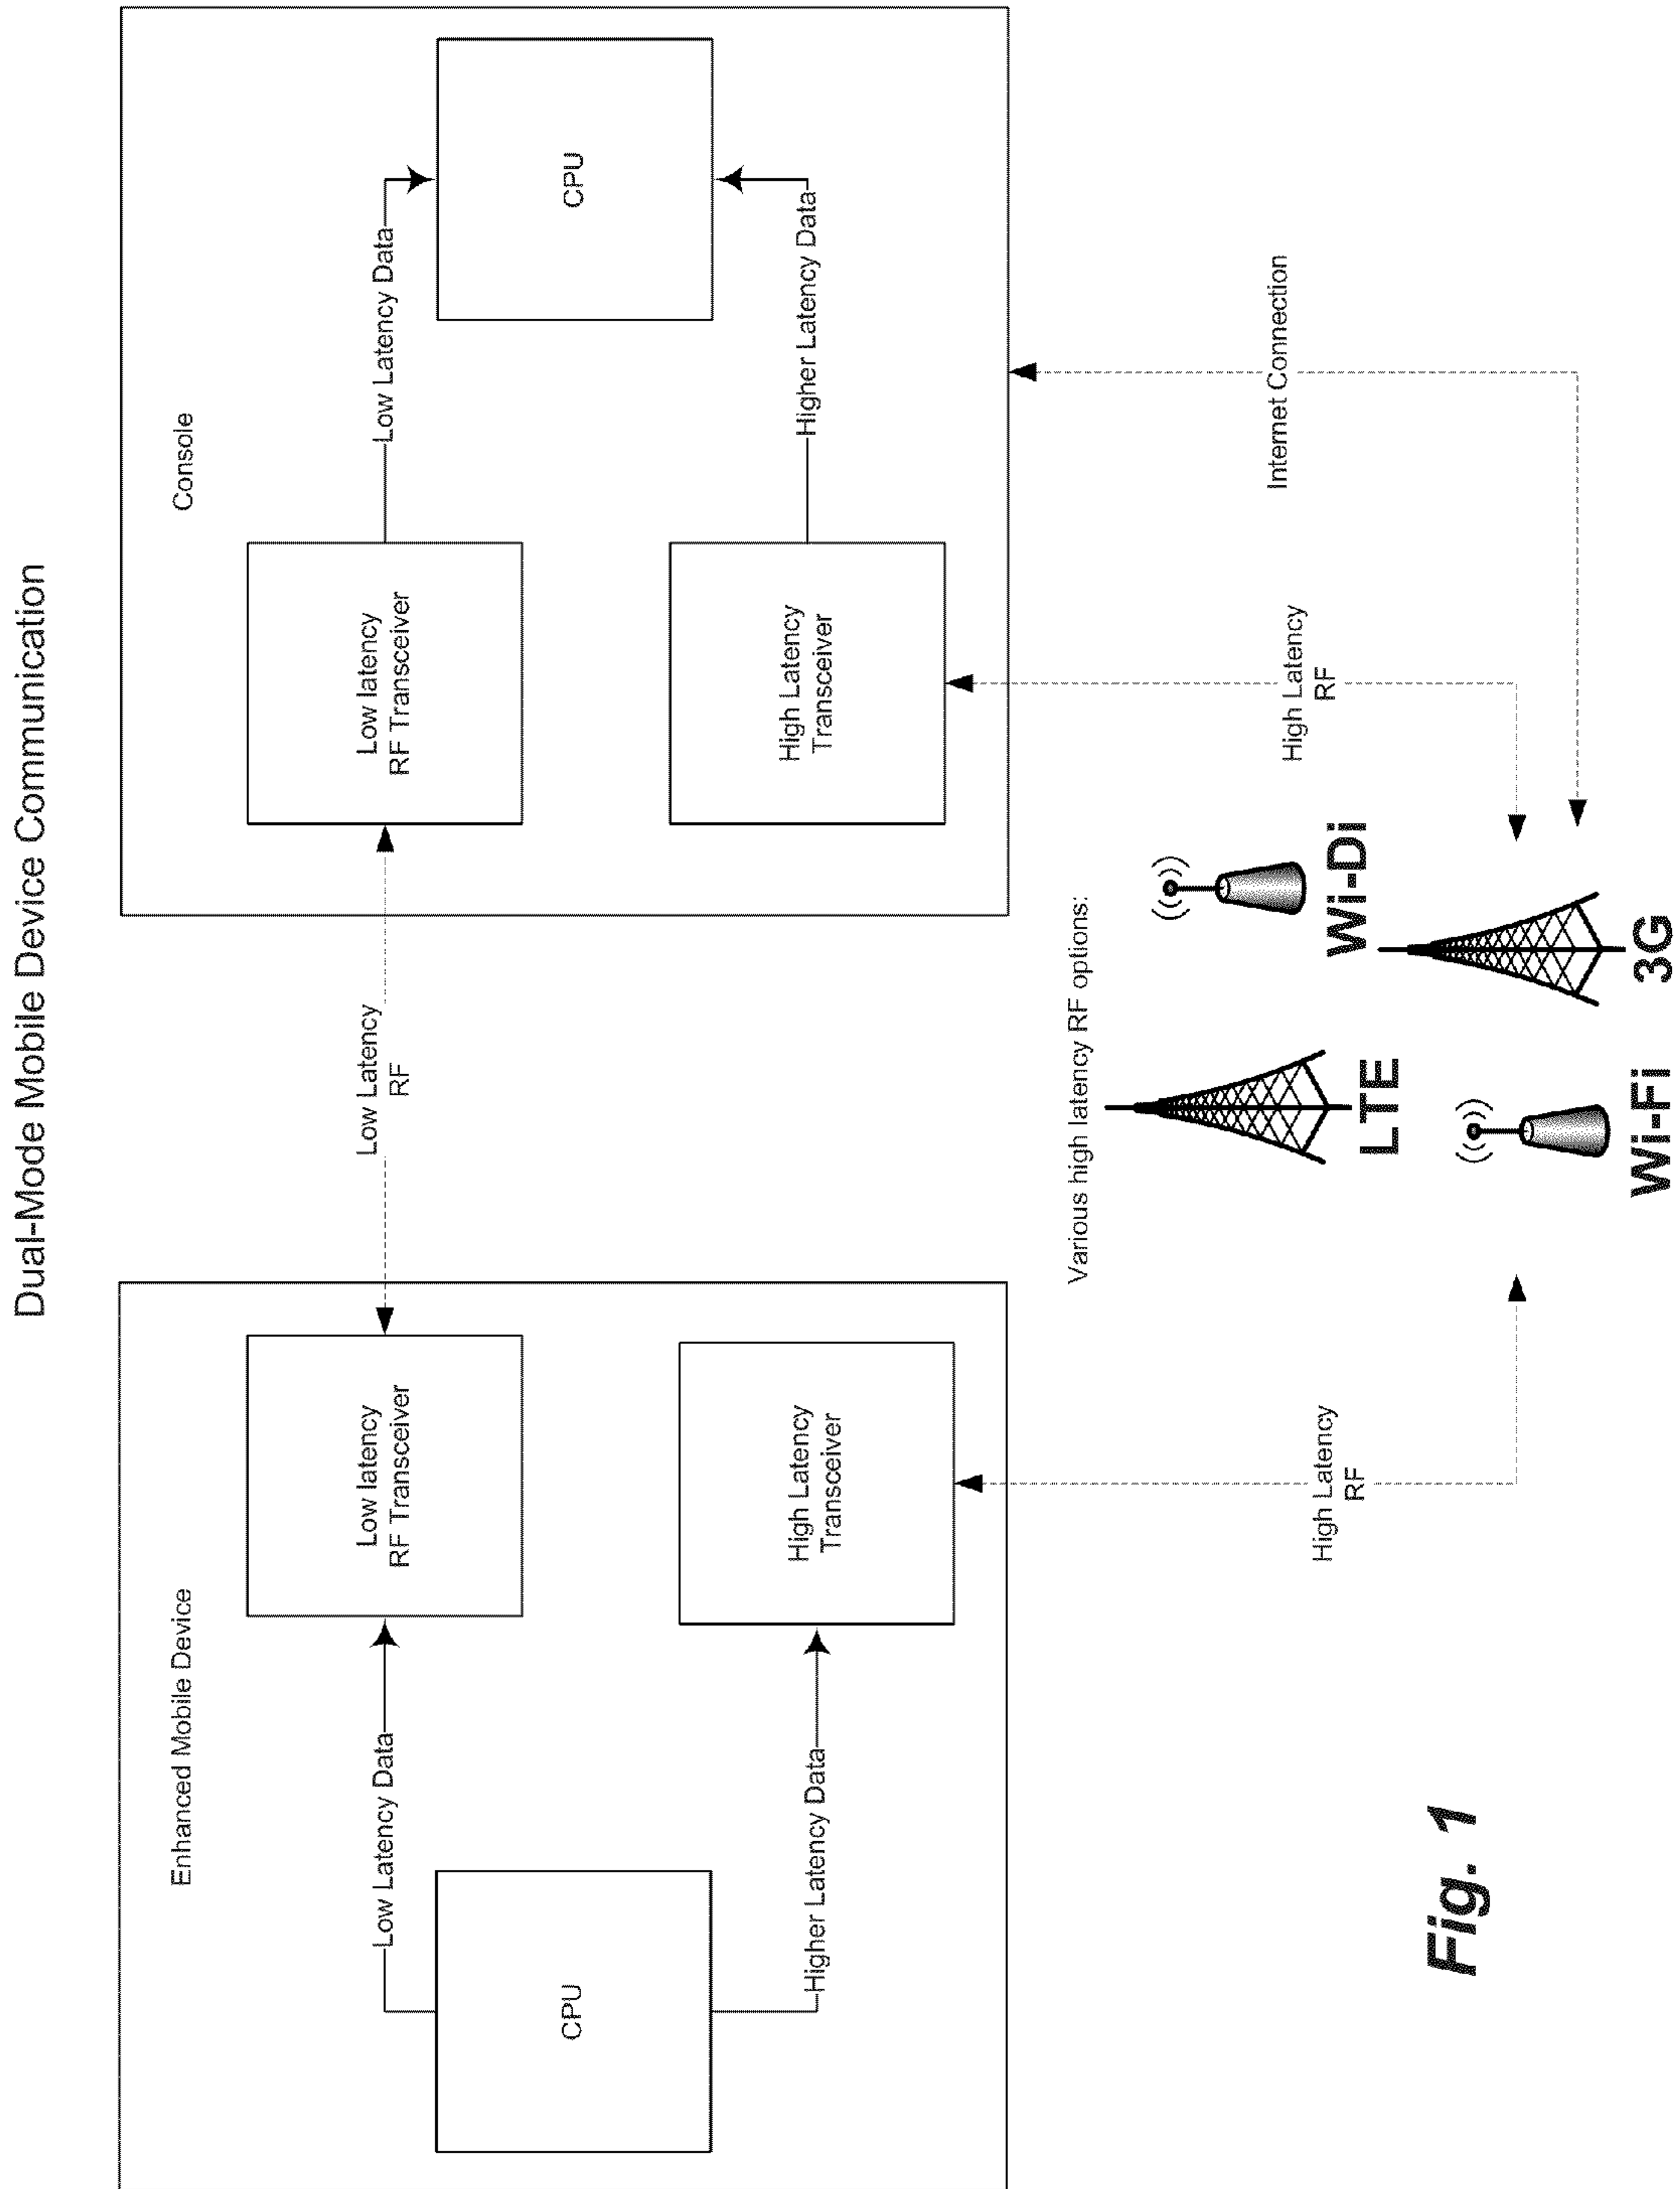 Dual-Mode Mobile Device Communication
Enhanced Mobile Device
CPU
Low Latency Data
Higher Latency Data
Low latency
RF Transceiver
High Latency
Transceiver
Low Latency
RF
Console
Low latency
RF Transceiver
High Latency
Transceiver
Low Latency Data
Higher Latency Data
CPU
High Latency
RF
Various high latency RF options:
LTE
Wi-Di
Wi-Fi
3G
High Latency
RF
Internet Connection
Fig. 1